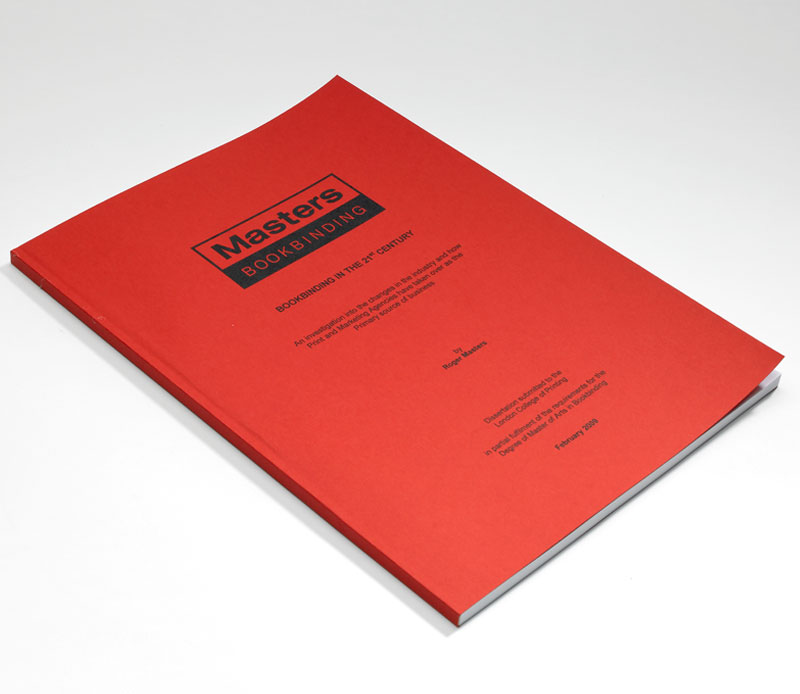 Masters
BOOKBINDING
BOOKBINDING IN THE 21st CENTURY
An investigation into the changes in the industry and how
Print and Marketing Agencies have taken over as the
Primary source of business
by
Roger Masters
Dissertation submitted to the
London College of Printing
in partial fulfilment of the requirements for the
Degree of Master of Arts in Bookbinding
February 2009